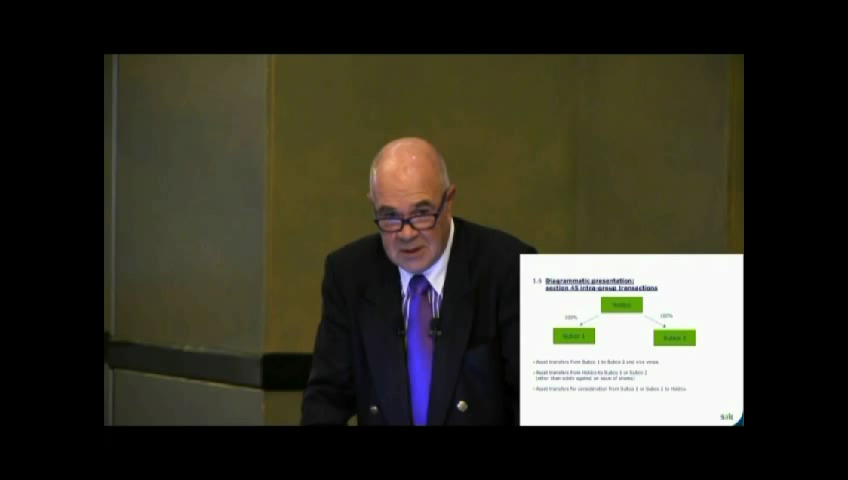 1.5 Diagrammatic presentation:
section 45 intra-group transactions
Holdco
100%
100%
Subco 1
Subco 2
Asset transfers from Subco 1 to Subco 2 and vice versa.
Asset transfers from Holdco to Subco 1 or Subco 2
(other than solely against an issue of shares)
Asset transfers for consideration from Subco 1 or Subco 2 to Holdco.